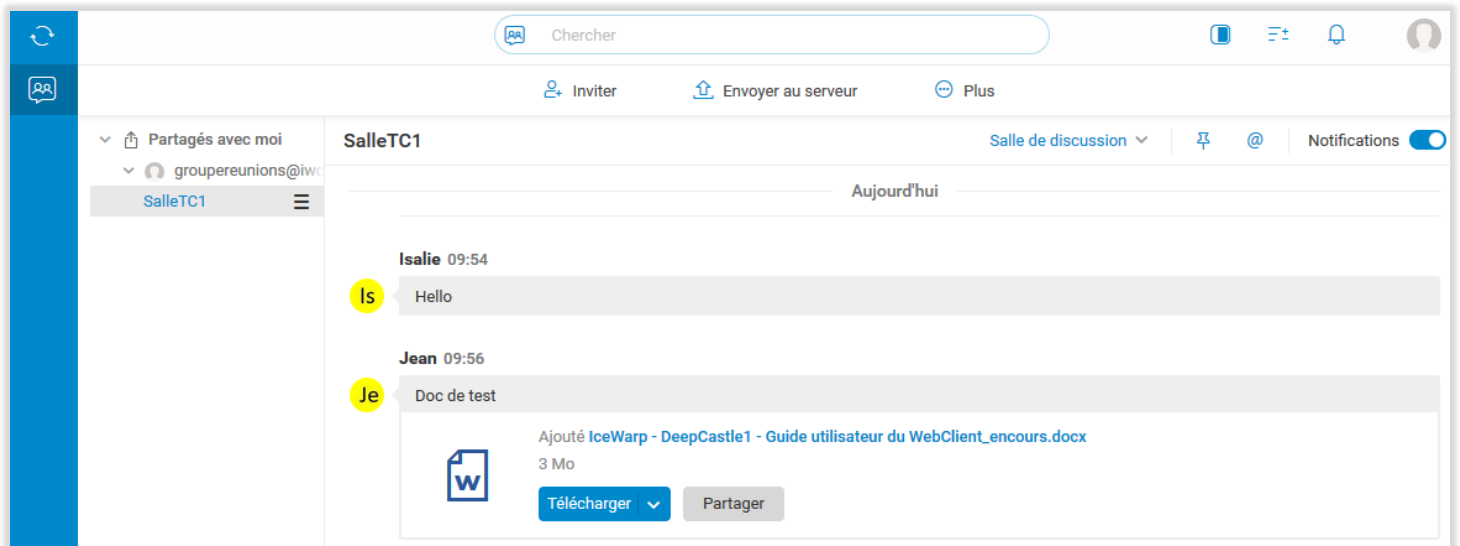 Chercher
Inviter
Envoyer au serveur
Plus
Partagés avec moi
groupereunions@iw
SalleTC1
SalleTC1
Salle de discussion
@
Notifications
Aujourd'hui
Isalie 09:54
Is
Hello
Jean 09:56
Je
Doc de test
Ajouté IceWarp - DeepCastle1 - Guide utilisateur du WebClient_encours.docx
3 Mo
W
Télécharger
Partager